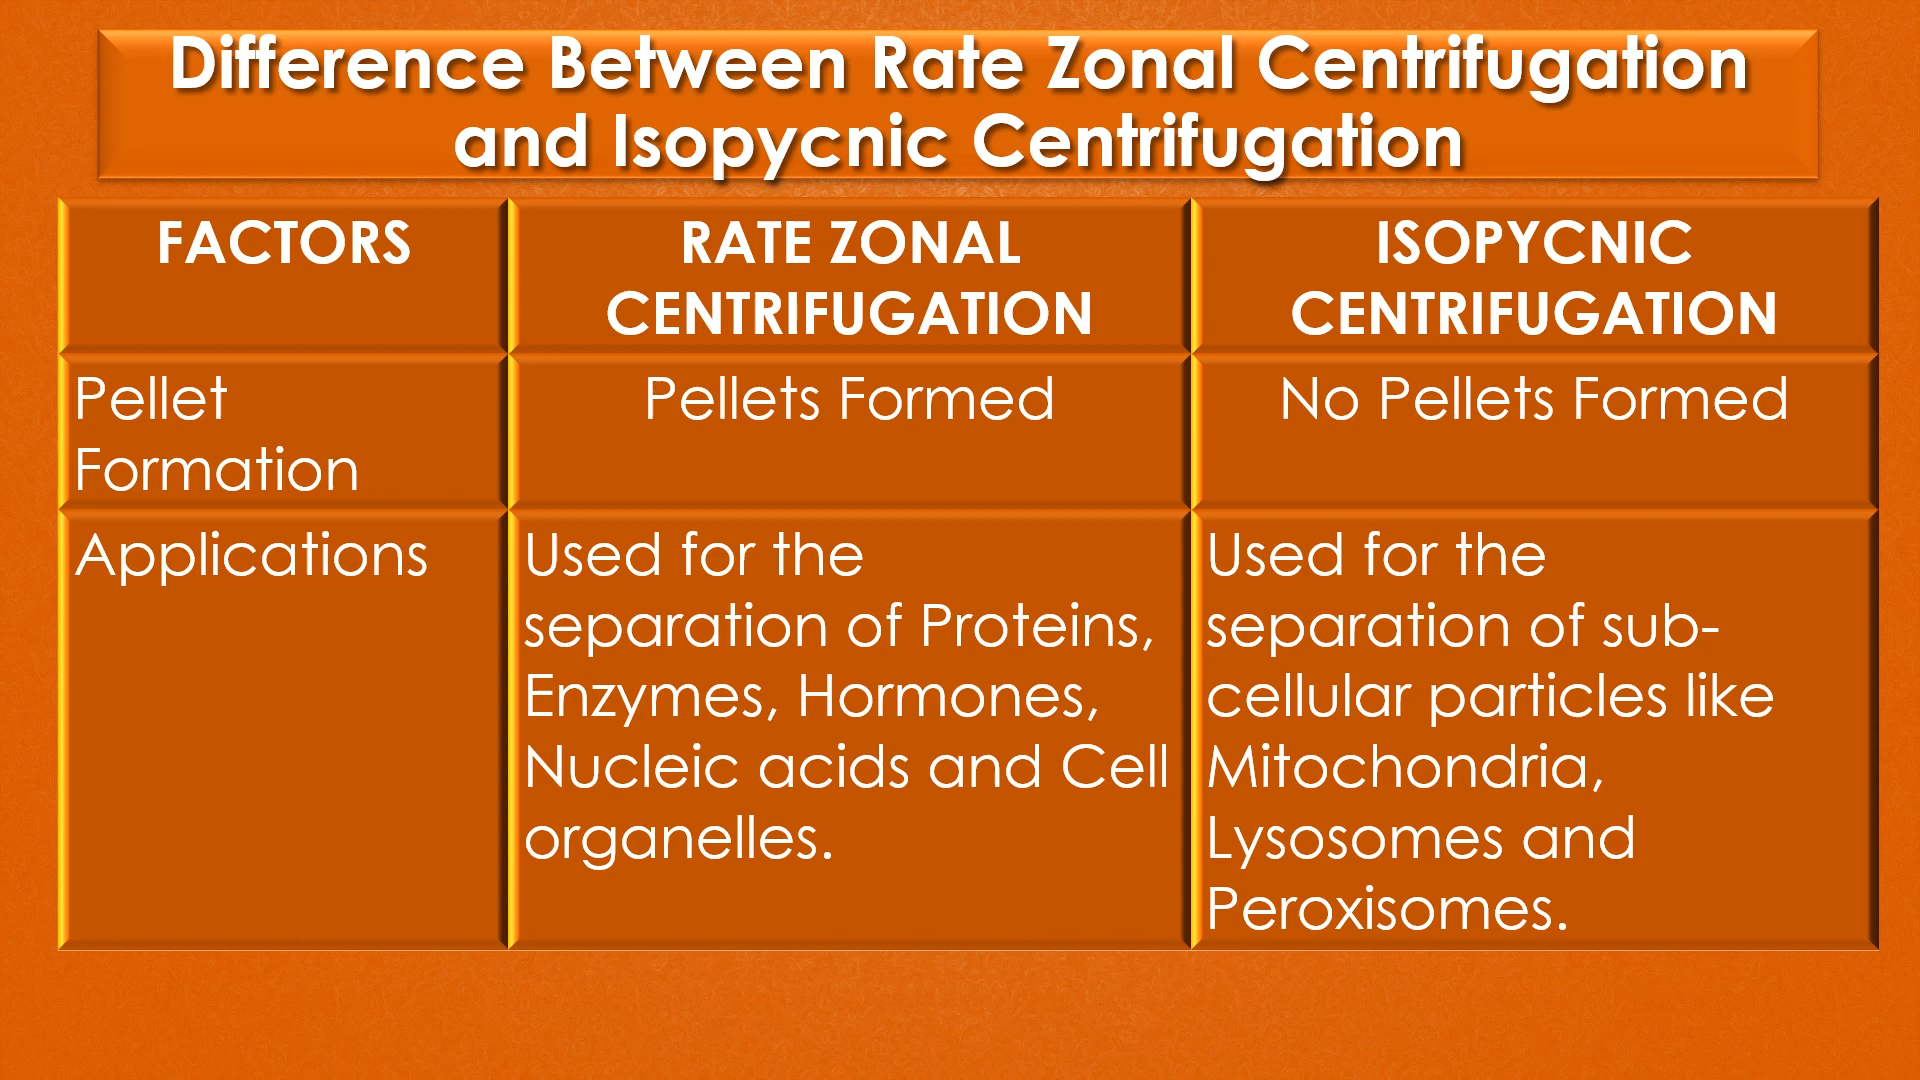 Difference Between Rate Zonal Centrifugation
and Isopycnic Centrifugation
FACTORS
RATE ZONAL
CENTRIFUGATION
ISOPYCNIC
CENTRIFUGATION
Pellet
Formation
Pellets Formed
No Pellets Formed
Applications
Used for the
separation of Proteins,
Enzymes, Hormones,
Nucleic acids and Cell
organelles.
Used for the
separation of sub-
cellular particles like
Mitochondria,
Lysosomes and
Peroxisomes.